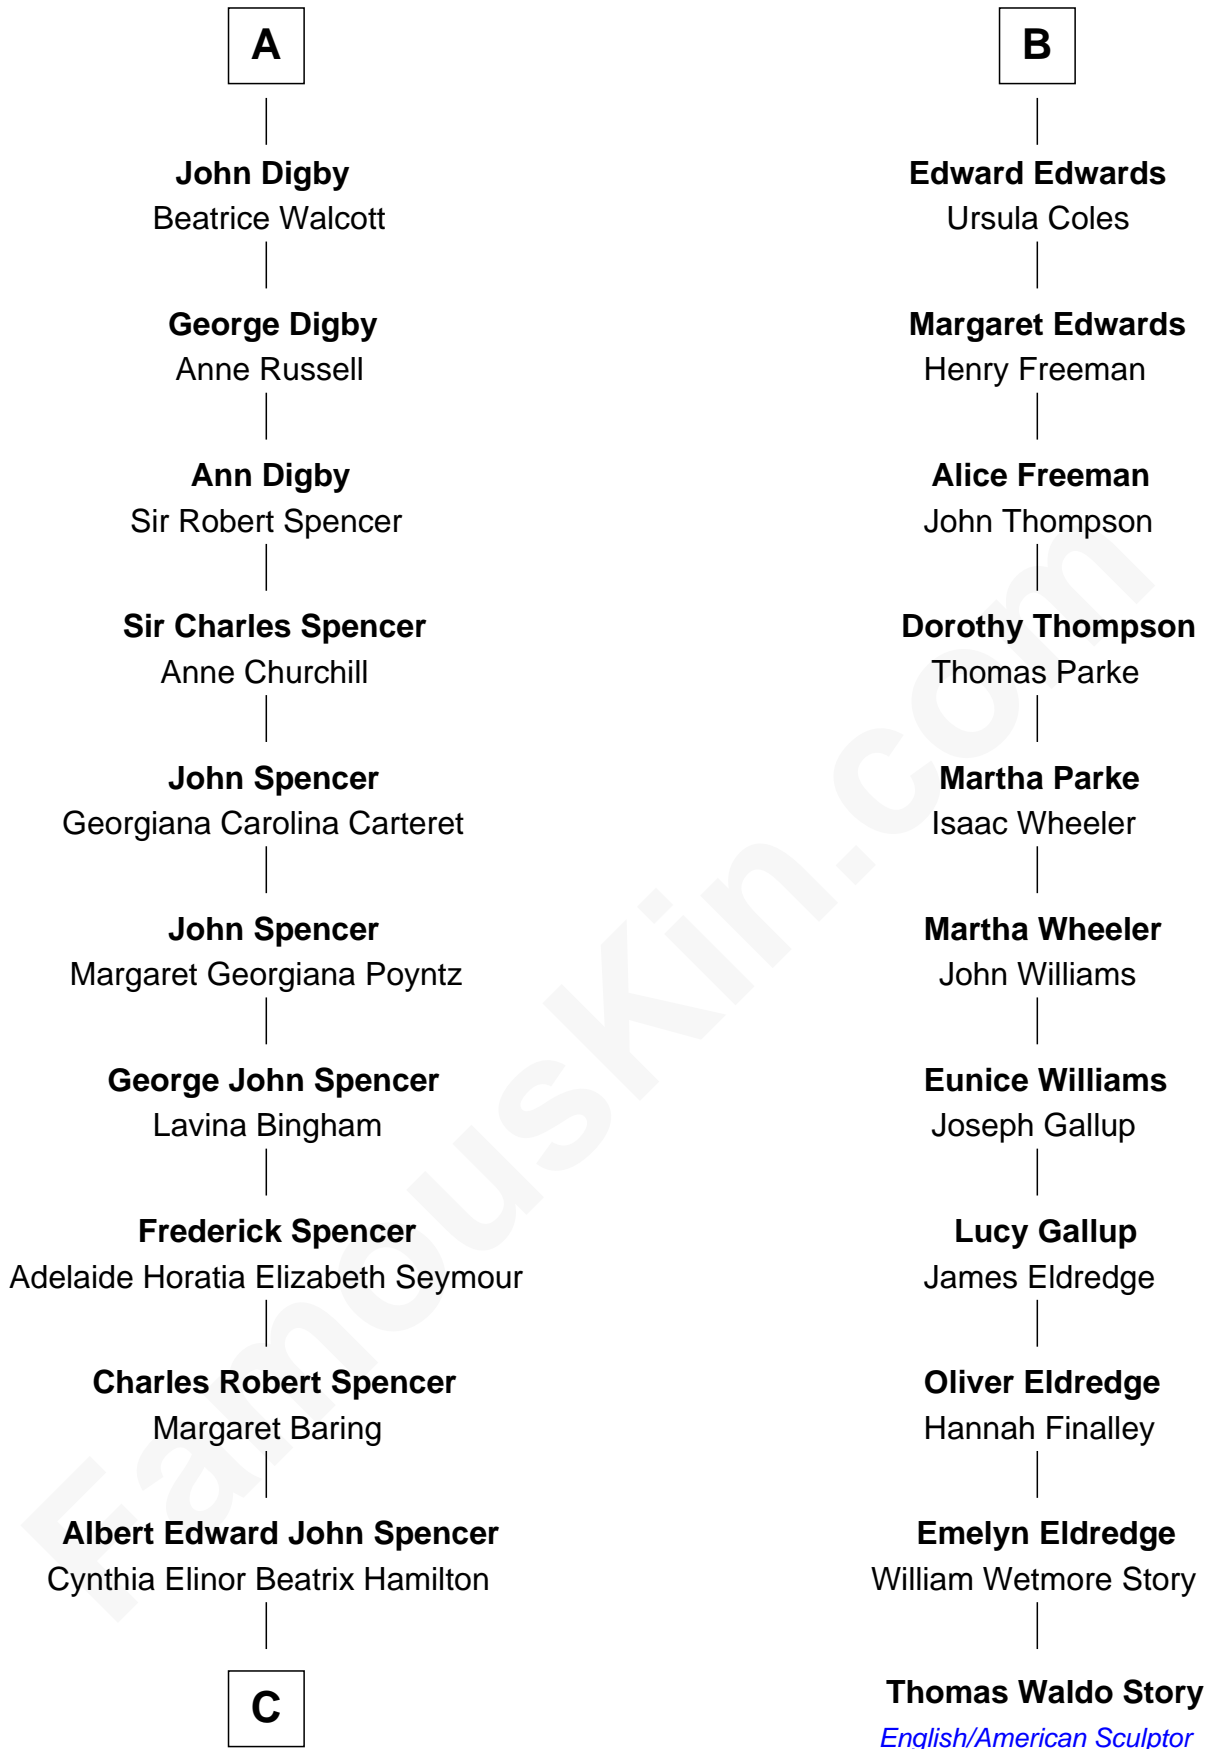 A
John Digby
Beatrice Walcott
George Digby
Anne Russell
Ann Digby
Sir Robert Spencer
Sir Charles Spencer
Anne Churchill
John Spencer
Georgiana Carolina Carteret
John Spencer
Margaret Georgiana Poyntz
George John Spencer
Lavina Bingham
Frederick Spencer
Adelaide Horatia Elizabeth Seymour
Charles Robert Spencer
Margaret Baring
Albert Edward John Spencer
Cynthia Elinor Beatrix Hamilton
C
B
Edward Edwards
Ursula Coles
Margaret Edwards
Henry Freeman
Alice Freeman
John Thompson
Dorothy Thompson
Thomas Parke
Martha Parke
Isaac Wheeler
Martha Wheeler
John Williams
Eunice Williams
Joseph Gallup
Lucy Gallup
James Eldredge
Oliver Eldredge
Hannah Finalley
Emelyn Eldredge
William Wetmore Story
Thomas Waldo Story
English/American Sculptor
FamousKin.com